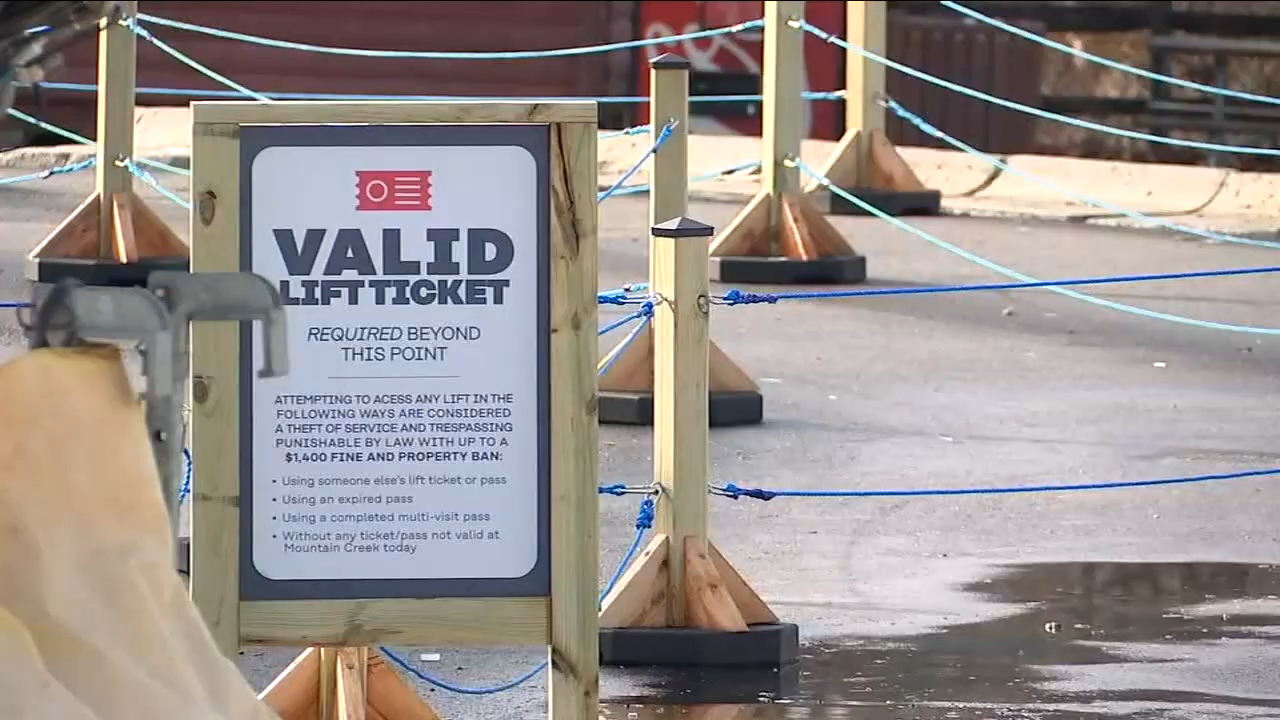 VALID
LIFT TICKET
REQUIRED BEYOND
THIS POINT
ATTEMPTING TO ACESS ANY LIFT IN THE
FOLLOWING WAYS ARE CONSIDERED
A THEFT OF SERVICE AND TRESPASSING
PUNISHABLE BY LAW WITH UP TO A
$1,400 FINE AND PROPERTY BAN:
• Using someone else's lift ticket or pass
• Using an expired pass
• Using a completed multi-visit pass
• Without any ticket/pass not valid at
Mountain Creek today